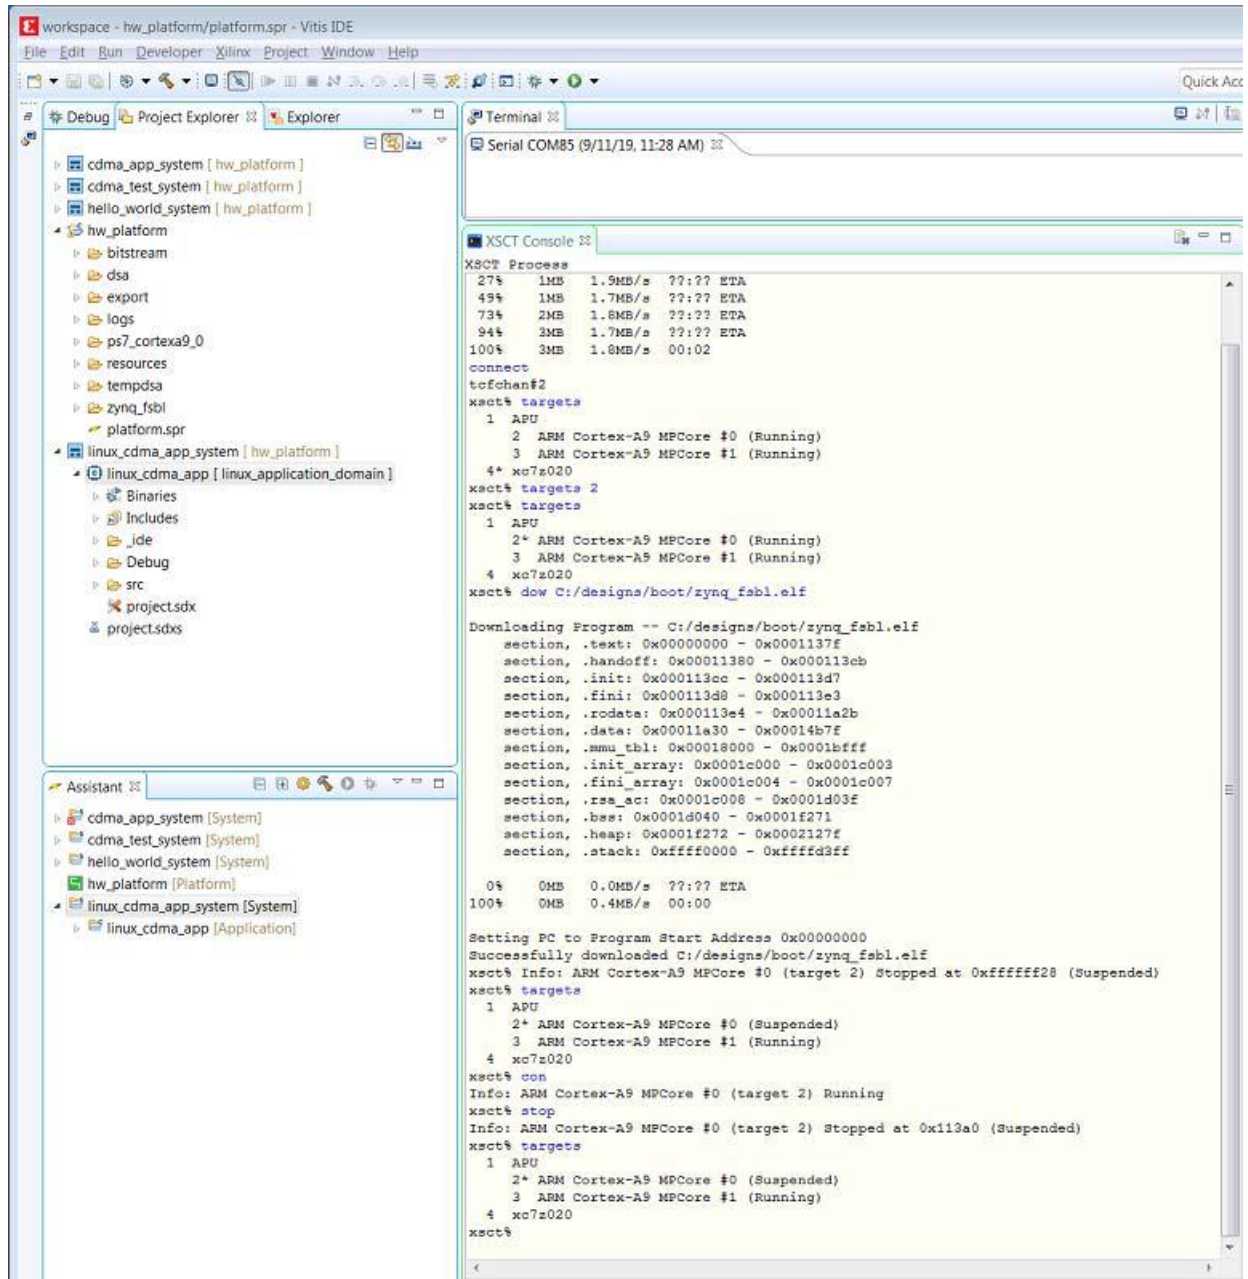 workspace - hw_platform/platform.spr - Vitis IDE
File Edit Run Developer Xilinx Project Window Help
Quick Acc
Debug Project Explorer Explorer
cdma_app_system [ hw_platform ]
cdma_test_system [ hw_platform ]
hello_world_system [ hw_platform ]
hw_platform
bitstream
dsa
export
logs
ps7_cortexa9_0
resources
tempdsa
zynq_fsbl
platform.spr
linux_cdma_app_system [ hw_platform ]
linux_cdma_app [ linux_application_domain ]
Binaries
Includes
_ide
Debug
src
project.sdx
project.sdxs
Assistant
cdma_app_system [System]
cdma_test_system [System]
hello_world_system [System]
hw_platform [Platform]
linux_cdma_app_system [System]
linux_cdma_app [Application]
Terminal
Serial COM85 (9/11/19, 11:28 AM)
XSCT Console
XSCT Process
27% 1MB 1.9MB/s ??:?? ETA
49% 1MB 1.7MB/s ??:?? ETA
73% 2MB 1.8MB/s ??:?? ETA
94% 3MB 1.7MB/s ??:?? ETA
100% 3MB 1.8MB/s 00:02
connect
tcfchan#2
xsct% targets
1 APU
2 ARM Cortex-A9 MPCore #0 (Running)
3 ARM Cortex-A9 MPCore #1 (Running)
4* xc7z020
xsct% targets 2
xsct% targets
1 APU
2* ARM Cortex-A9 MPCore #0 (Running)
3 ARM Cortex-A9 MPCore #1 (Running)
4 xc7z020
xsct% dow C:/designs/boot/zynq_fsbl.elf
Downloading Program -- C:/designs/boot/zynq_fsbl.elf
section, .text: 0x00000000 - 0x0001137f
section, .handoff: 0x00011380 - 0x000113cb
section, .init: 0x000113cc - 0x000113d7
section, .fini: 0x000113d8 - 0x000113e3
section, .rodata: 0x000113e4 - 0x00011a2b
section, .data: 0x00011a30 - 0x00014b7f
section, .mmu_tbl: 0x00018000 - 0x0001bfff
section, .init_array: 0x0001c000 - 0x0001c003
section, .fini_array: 0x0001c004 - 0x0001c007
section, .rsa_ac: 0x0001c008 - 0x0001d03f
section, .bss: 0x0001d040 - 0x0001f271
section, .heap: 0x0001f272 - 0x0002127f
section, .stack: 0xffff0000 - 0xffffd3ff
0% 0MB 0.0MB/s ??:?? ETA
100% 0MB 0.4MB/s 00:00
Setting PC to Program Start Address 0x00000000
Successfully downloaded C:/designs/boot/zynq_fsbl.elf
xsct% Info: ARM Cortex-A9 MPCore #0 (target 2) Stopped at 0xffffff28 (Suspended)
xsct% targets
1 APU
2* ARM Cortex-A9 MPCore #0 (Suspended)
3 ARM Cortex-A9 MPCore #1 (Running)
4 xc7z020
xsct% con
Info: ARM Cortex-A9 MPCore #0 (target 2) Running
xsct% stop
Info: ARM Cortex-A9 MPCore #0 (target 2) Stopped at 0x113a0 (Suspended)
xsct% targets
1 APU
2* ARM Cortex-A9 MPCore #0 (Suspended)
3 ARM Cortex-A9 MPCore #1 (Running)
4 xc7z020
xsct%